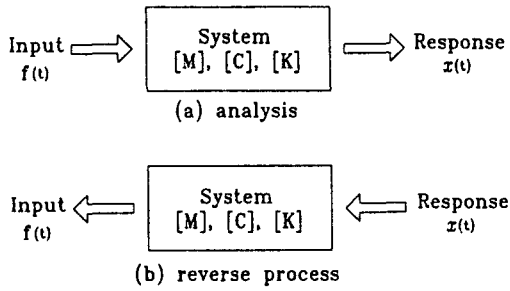 Input
f(t)
System
[M], [C], [K]
Response
x(t)
(a) analysis
Input
f(t)
System
[M], [C], [K]
Response
x(t)
(b) reverse process